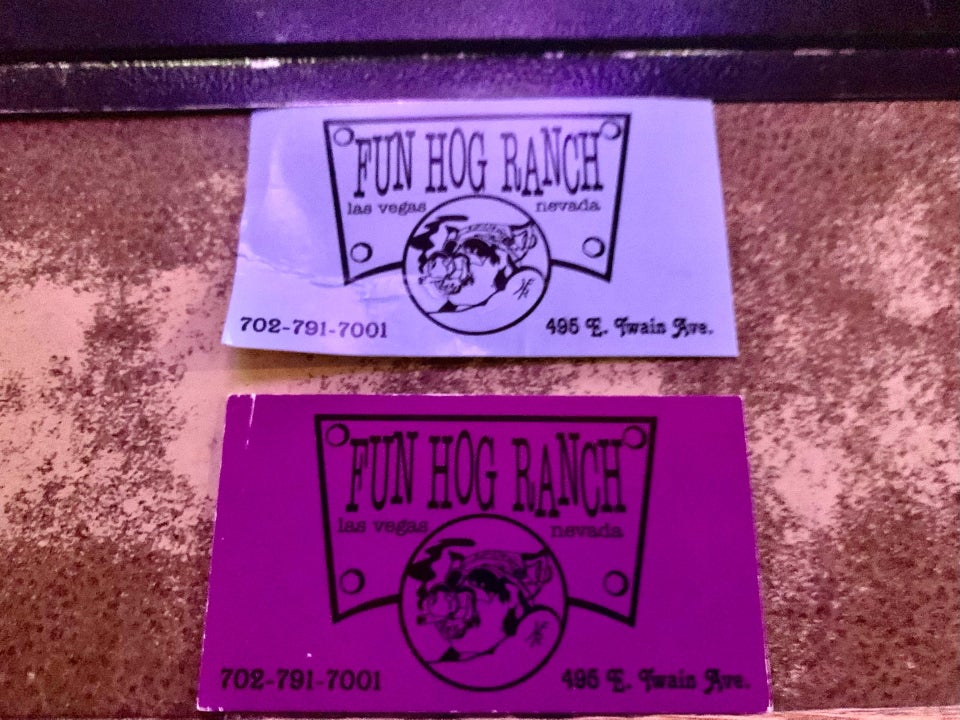 FUN HOG RANCH
las vegas nevada
702-791-7001 495 E. Twain Ave.
FUN HOG RANCH
las vegas nevada
702-791-7001 495 E. Twain Ave.